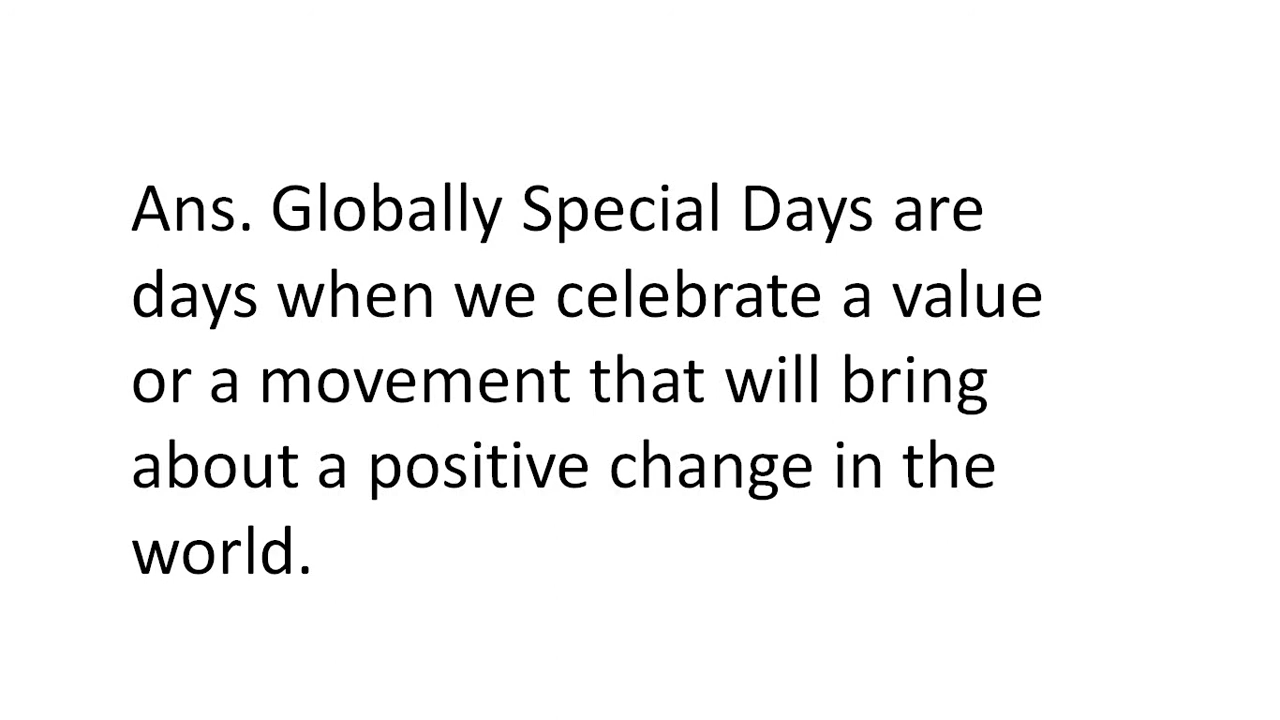 Ans. Globally Special Days are
days when we celebrate a value
or a movement that will bring
about a positive change in the
world.